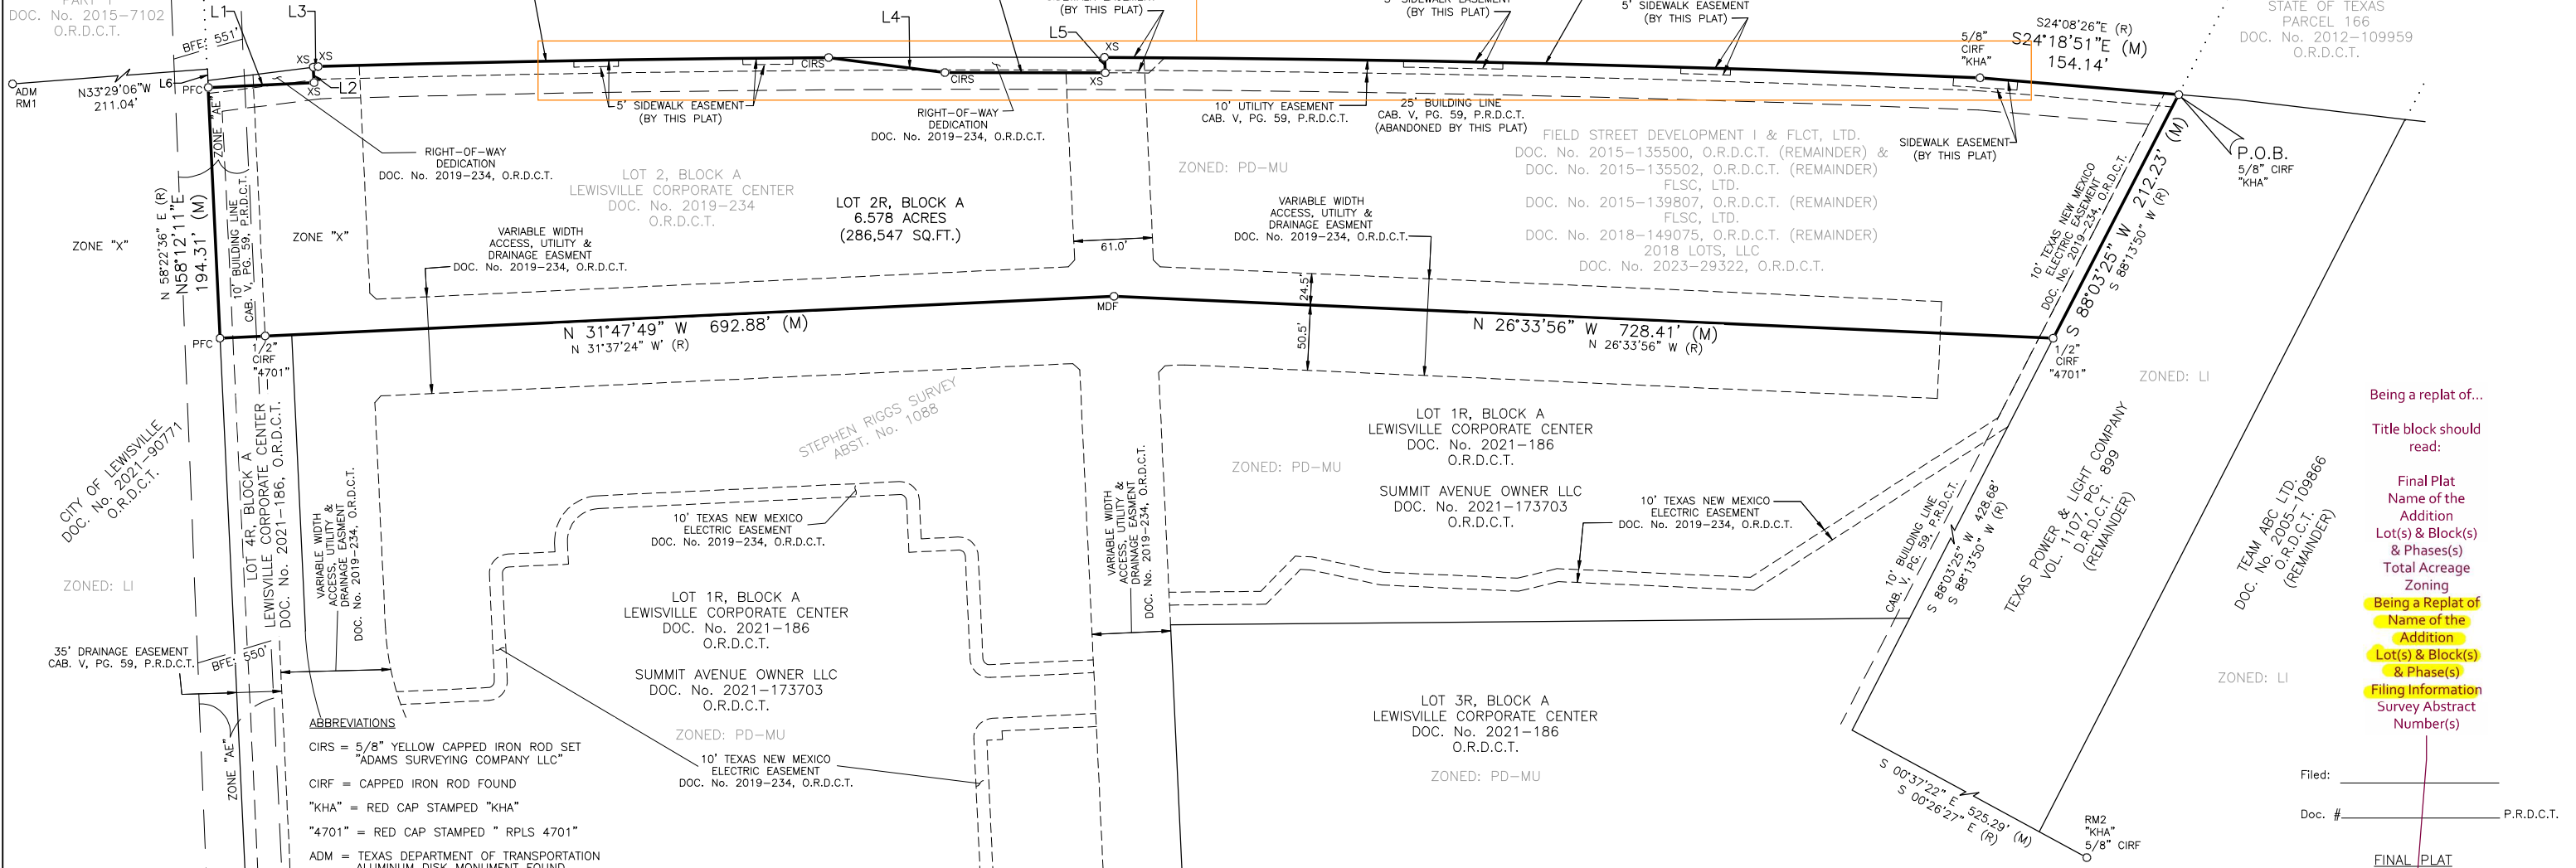 PART 1
DOC. No. 2015-7102
O.R.D.C.T.
L1
L3
BFE: 551'
XS
XS
L6
PFC
XS
L2
ADM
RM1
N33°29'06"W
211.04'
ZONE "AE"
L4
CIRS
CIRS
L5
XS
XS
(BY THIS PLAT)
5' SIDEWALK EASEMENT
(BY THIS PLAT)
5' SIDEWALK EASEMENT
(BY THIS PLAT)
5/8"
CIRF
"KHA"
S24°08'26"E (R)
S24°18'51"E (M)
154.14'
STATE OF TEXAS
PARCEL 166
DOC. No. 2012-109959
O.R.D.C.T.
5' SIDEWALK EASEMENT
(BY THIS PLAT)
RIGHT-OF-WAY
DEDICATION
DOC. No. 2019-234, O.R.D.C.T.
10' UTILITY EASEMENT
CAB. V, PG. 59, P.R.D.C.T.
25' BUILDING LINE
CAB. V, PG. 59, P.R.D.C.T.
(ABANDONED BY THIS PLAT)
SIDEWALK EASEMENT
(BY THIS PLAT)
P.O.B.
5/8" CIRF
"KHA"
RIGHT-OF-WAY
DEDICATION
DOC. No. 2019-234, O.R.D.C.T.
LOT 2, BLOCK A
LEWISVILLE CORPORATE CENTER
DOC. No. 2019-234
O.R.D.C.T.
LOT 2R, BLOCK A
6.578 ACRES
(286,547 SQ.FT.)
ZONED: PD-MU
FIELD STREET DEVELOPMENT I & FLCT, LTD.
DOC. No. 2015-135500, O.R.D.C.T. (REMAINDER) &
DOC. No. 2015-135502, O.R.D.C.T. (REMAINDER)
FLSC, LTD.
DOC. No. 2015-139807, O.R.D.C.T. (REMAINDER)
FLSC, LTD.
DOC. No. 2018-149075, O.R.D.C.T. (REMAINDER)
2018 LOTS, LLC
DOC. No. 2023-29322, O.R.D.C.T.
10' TEXAS NEW MEXICO
ELECTRIC EASEMENT
DOC. No. 2019-234, O.R.D.C.T.
S 88°03'25" W 212.23' (M)
S 88°13'50" W (R)
ZONE "X"
N 58°22'36" E (R)
N58°12'11"E
194.31' (M)
10' BUILDING LINE
CAB. V, PG. 59, P.R.D.C.T.
ZONE "X"
VARIABLE WIDTH
ACCESS, UTILITY &
DRAINAGE EASMENT
DOC. No. 2019-234, O.R.D.C.T.
VARIABLE WIDTH
ACCESS, UTILITY &
DRAINAGE EASMENT
DOC. No. 2019-234, O.R.D.C.T.
61.0'
24.5'
50.5'
MDF
PFC
1/2"
CIRF
"4701"
N 31°47'49" W 692.88' (M)
N 31°37'24" W' (R)
N 26°33'56" W 728.41' (M)
N 26°33'56" W (R)
1/2"
CIRF
"4701"
ZONED: LI
STEPHEN RIGGS SURVEY
ABST. No. 1088
CITY OF LEWISVILLE
DOC. No. 2021-90771
O.R.D.C.T.
ZONED: LI
LOT 4R, BLOCK A
LEWISVILLE CORPORATE CENTER
DOC. No. 2021-186, O.R.D.C.T.
VARIABLE WIDTH
ACCESS, UTILITY &
DRAINAGE EASMENT
DOC. No. 2019-234, O.R.D.C.T.
10' TEXAS NEW MEXICO
ELECTRIC EASEMENT
DOC. No. 2019-234, O.R.D.C.T.
LOT 1R, BLOCK A
LEWISVILLE CORPORATE CENTER
DOC. No. 2021-186
O.R.D.C.T.
SUMMIT AVENUE OWNER LLC
DOC. No. 2021-173703
O.R.D.C.T.
ZONED: PD-MU
10' TEXAS NEW MEXICO
ELECTRIC EASEMENT
DOC. No. 2019-234, O.R.D.C.T.
VARIABLE WIDTH
ACCESS, UTILITY &
DRAINAGE EASMENT
DOC. No. 2019-234, O.R.D.C.T.
LOT 1R, BLOCK A
LEWISVILLE CORPORATE CENTER
DOC. No. 2021-186
O.R.D.C.T.
ZONED: PD-MU
SUMMIT AVENUE OWNER LLC
DOC. No. 2021-173703
O.R.D.C.T.
10' TEXAS NEW MEXICO
ELECTRIC EASEMENT
DOC. No. 2019-234, O.R.D.C.T.
10' BUILDING LINE
CAB. V, PG. 59, P.R.D.C.T.
S 88°03'25" W 428.68'
S 88°13'50" W (R)
TEXAS POWER & LIGHT COMPANY
VOL. 1107, PG. 899
D.R.D.C.T.
(REMAINDER)
TEAM ABC LTD.
DOC. No. 2005-109866
O.R.D.C.T.
(REMAINDER)
ZONED: LI
LOT 3R, BLOCK A
LEWISVILLE CORPORATE CENTER
DOC. No. 2021-186
O.R.D.C.T.
ZONED: PD-MU
S 00°37'22" E 525.29' (M)
S 00°26'27" E (R)
RM2
"KHA"
5/8" CIRF
35' DRAINAGE EASEMENT
CAB. V, PG. 59, P.R.D.C.T.
BFE: 550'
ZONE "AE"
ABBREVIATIONS
CIRS = 5/8" YELLOW CAPPED IRON ROD SET
"ADAMS SURVEYING COMPANY LLC"
CIRF = CAPPED IRON ROD FOUND
"KHA" = RED CAP STAMPED "KHA"
"4701" = RED CAP STAMPED " RPLS 4701"
ADM = TEXAS DEPARTMENT OF TRANSPORTATION
ALUMINUM DISK MONUMENT FOUND
Being a replat of...
Title block should
read:
Final Plat
Name of the
Addition
Lot(s) & Block(s)
& Phases(s)
Total Acreage
Zoning
Being a Replat of
Name of the
Addition
Lot(s) & Block(s)
& Phase(s)
Filing Information
Survey Abstract
Number(s)
Filed:
Doc. # P.R.D.C.T.
FINAL PLAT